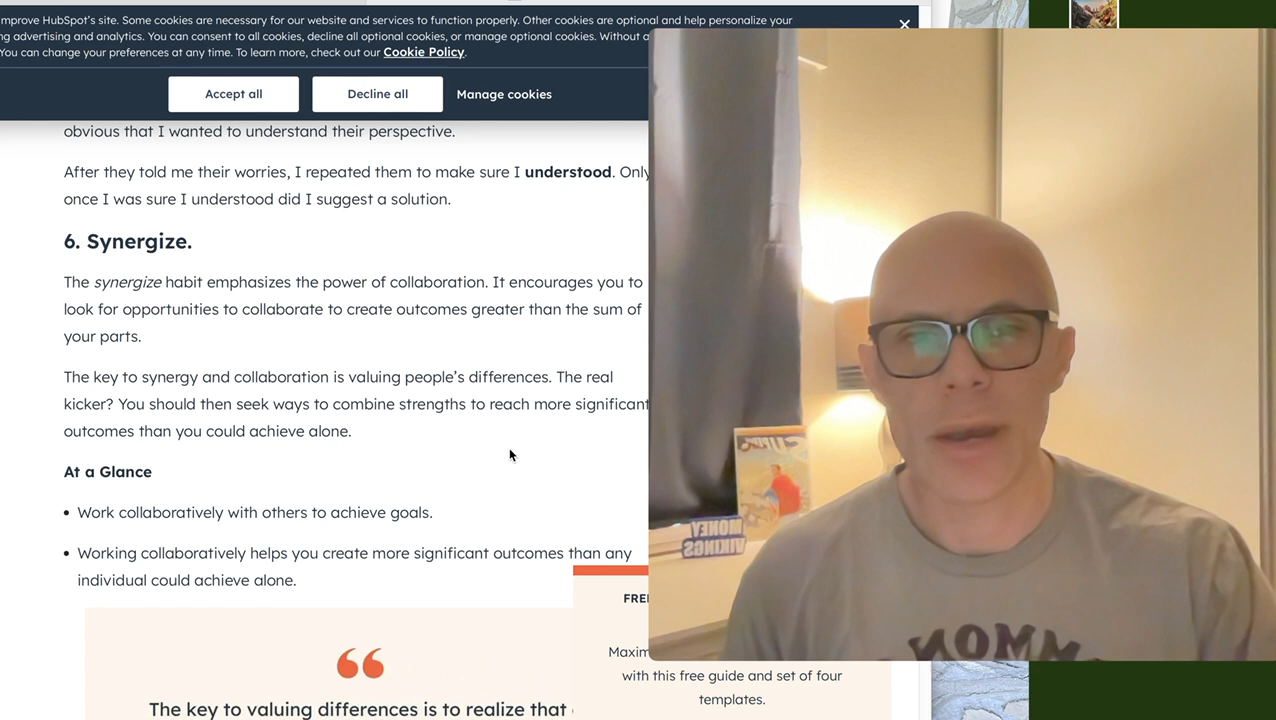 improve HubSpot's site. Some cookies are necessary for our website and services to function properly. Other cookies are optional and help personalize your
ng advertising and analytics. You can consent to all cookies, decline all optional cookies, or manage optional cookies. Without a
You can change your preferences at any time. To learn more, check out our Cookie Policy.
Accept all
Decline all
Manage cookies
obvious that I wanted to understand their perspective.
After they told me their worries, I repeated them to make sure I understood. Only
once I was sure I understood did I suggest a solution.
6. Synergize.
The synergize habit emphasizes the power of collaboration. It encourages you to
look for opportunities to collaborate to create outcomes greater than the sum of
your parts.
The key to synergy and collaboration is valuing people's differences. The real
kicker? You should then seek ways to combine strengths to reach more significant
outcomes than you could achieve alone.
At a Glance
• Work collaboratively with others to achieve goals.
• Working collaboratively helps you create more significant outcomes than any
individual could achieve alone.
FREE
Maxim
with this free guide and set of four
templates.
“
The key to valuing differences is to realize that
MONEY
VIKINGS